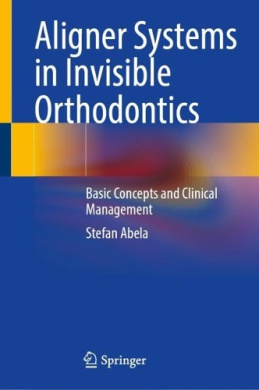 Aligner Systems
in Invisible
Orthodontics
Basic Concepts and Clinical
Management
Stefan Abela
Springer